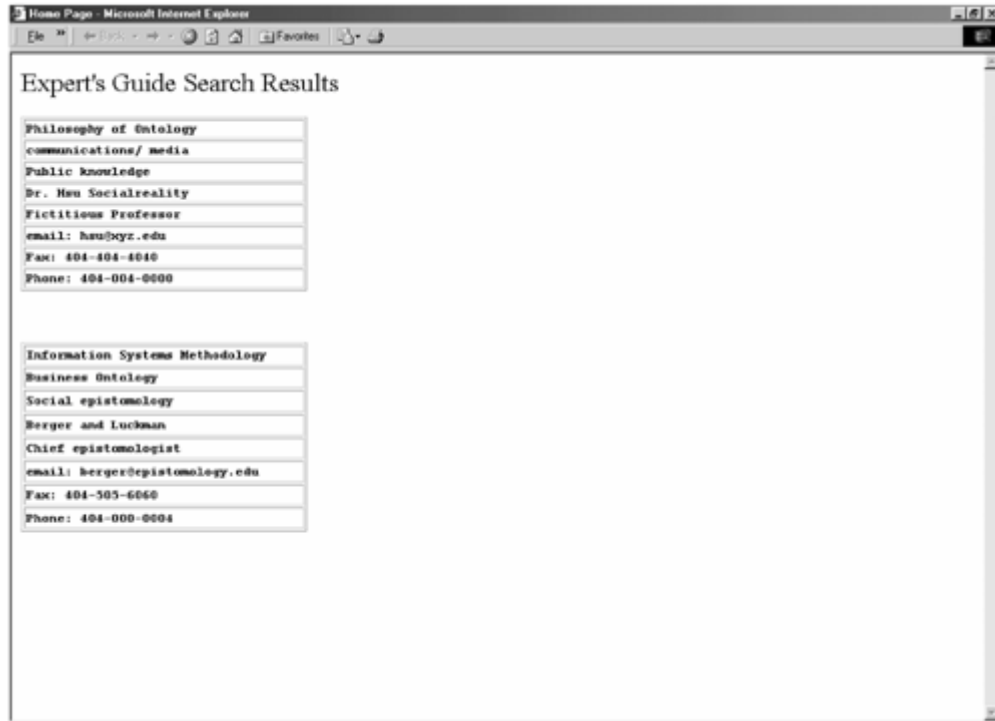 Home Page - Microsoft Internet Explorer
File » Back Favorites
Expert's Guide Search Results
Philosophy of Ontology
communications/ media
Public knowledge
Dr. Hsu Socialreality
Fictitious Professor
email: hsu@xyz.edu
Fax: 404-404-4040
Phone: 404-004-0000
Information Systems Methodology
Business Ontology
Social epistomology
Berger and Luckman
Chief epistomologist
email: berger@epistomology.edu
Fax: 404-505-6060
Phone: 404-000-0004